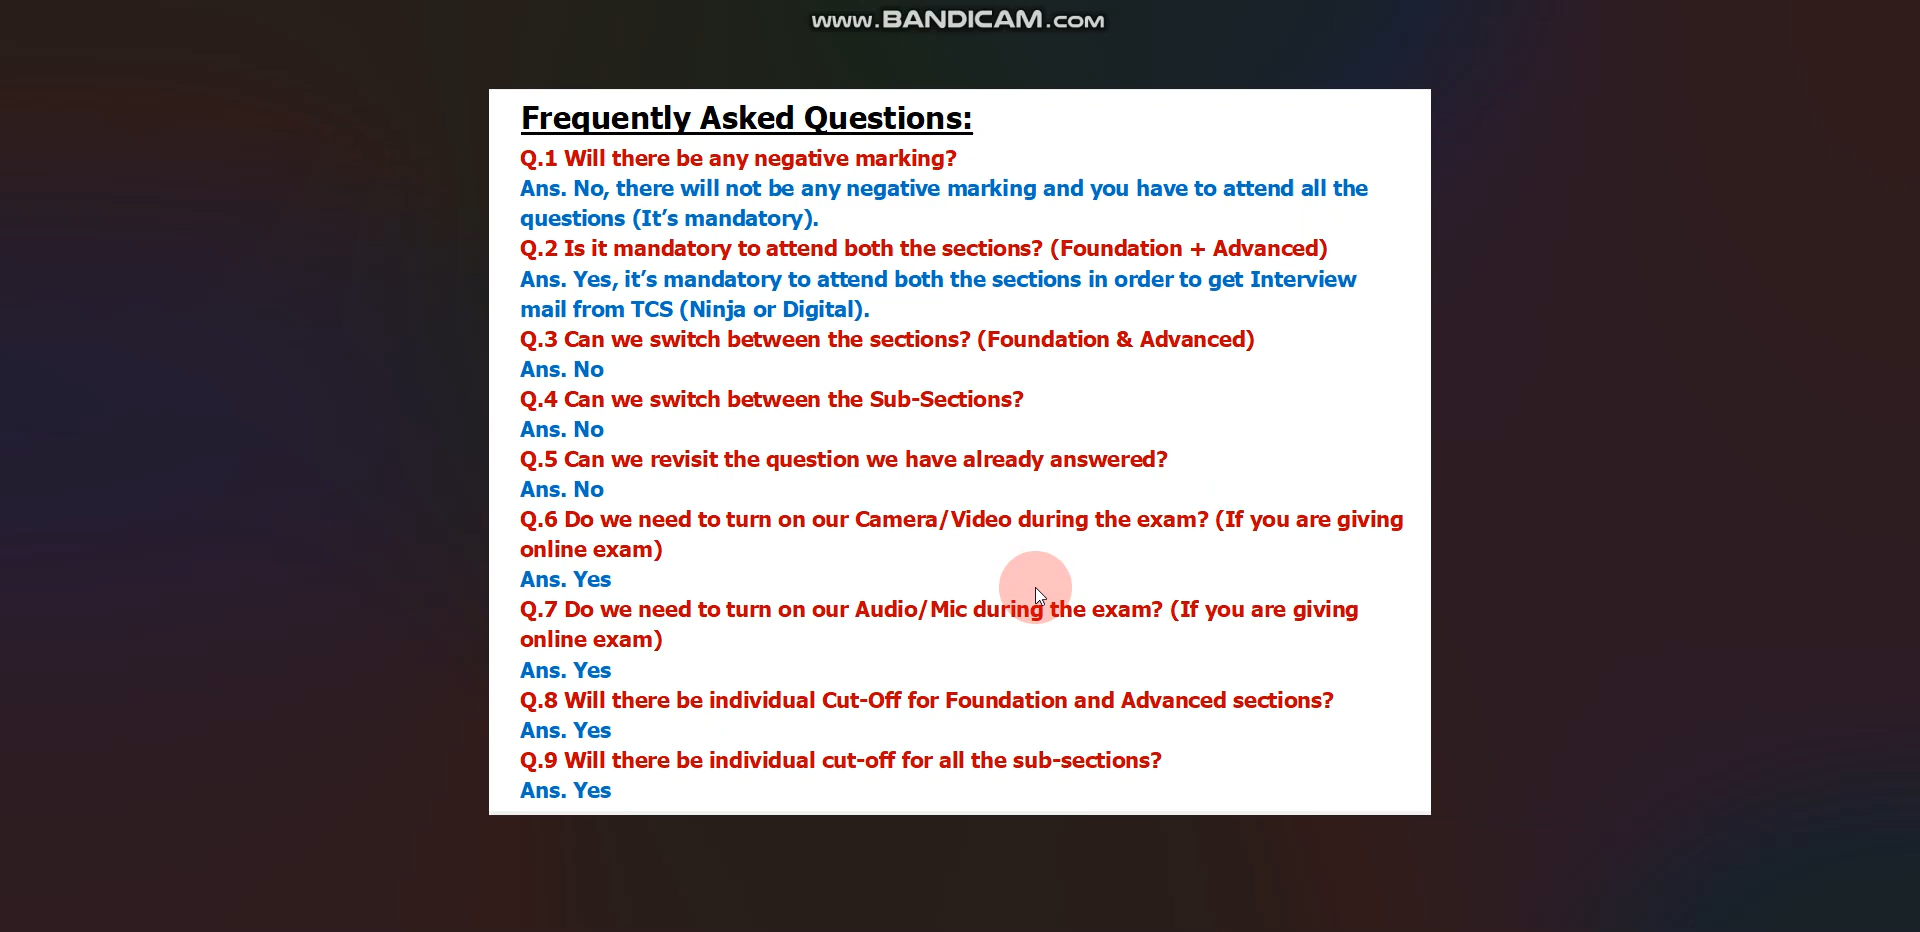 www.BANDICAM.COM
Frequently Asked Questions:
Q.1 Will there be any negative marking?
Ans. No, there will not be any negative marking and you have to attend all the
questions (It’s mandatory).
Q.2 Is it mandatory to attend both the sections? (Foundation + Advanced)
Ans. Yes, it’s mandatory to attend both the sections in order to get Interview
mail from TCS (Ninja or Digital).
Q.3 Can we switch between the sections? (Foundation & Advanced)
Ans. No
Q.4 Can we switch between the Sub-Sections?
Ans. No
Q.5 Can we revisit the question we have already answered?
Ans. No
Q.6 Do we need to turn on our Camera/Video during the exam? (If you are giving
online exam)
Ans. Yes
Q.7 Do we need to turn on our Audio/Mic during the exam? (If you are giving
online exam)
Ans. Yes
Q.8 Will there be individual Cut-Off for Foundation and Advanced sections?
Ans. Yes
Q.9 Will there be individual cut-off for all the sub-sections?
Ans. Yes